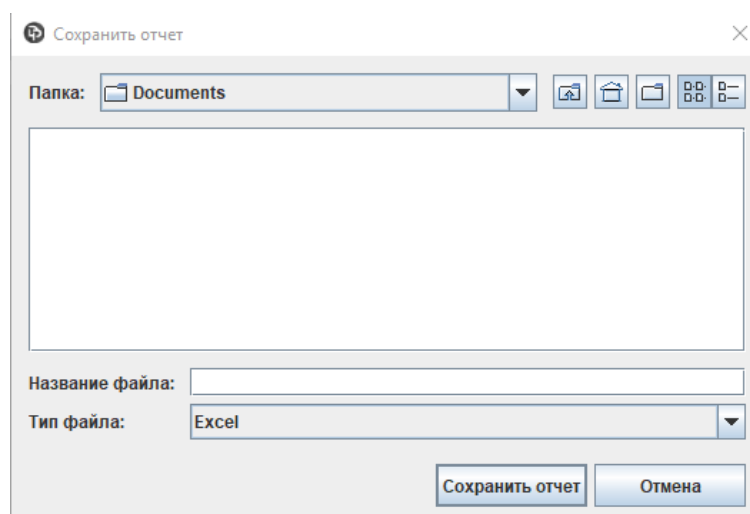 Сохранить отчет
Папка: Documents
Название файла:
Тип файла: Excel
Сохранить отчет Отмена